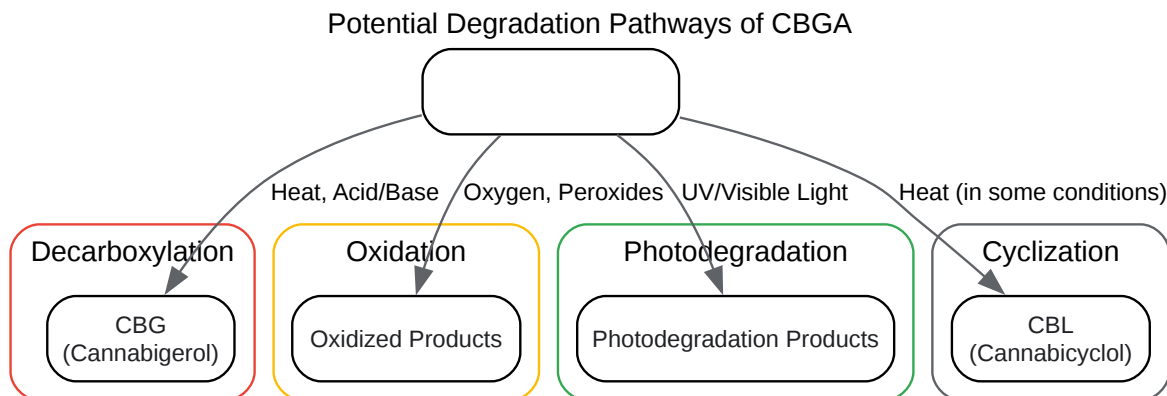 Potential Degradation Pathways of CBGA
Heat, Acid/Base
Oxygen, Peroxides
UV/Visible Light
Heat (in some conditions)
Decarboxylation
Oxidation
Photodegradation
Cyclization
CBG
(Cannabigerol)
Oxidized Products
Photodegradation Products
CBL
(Cannabicyclol)